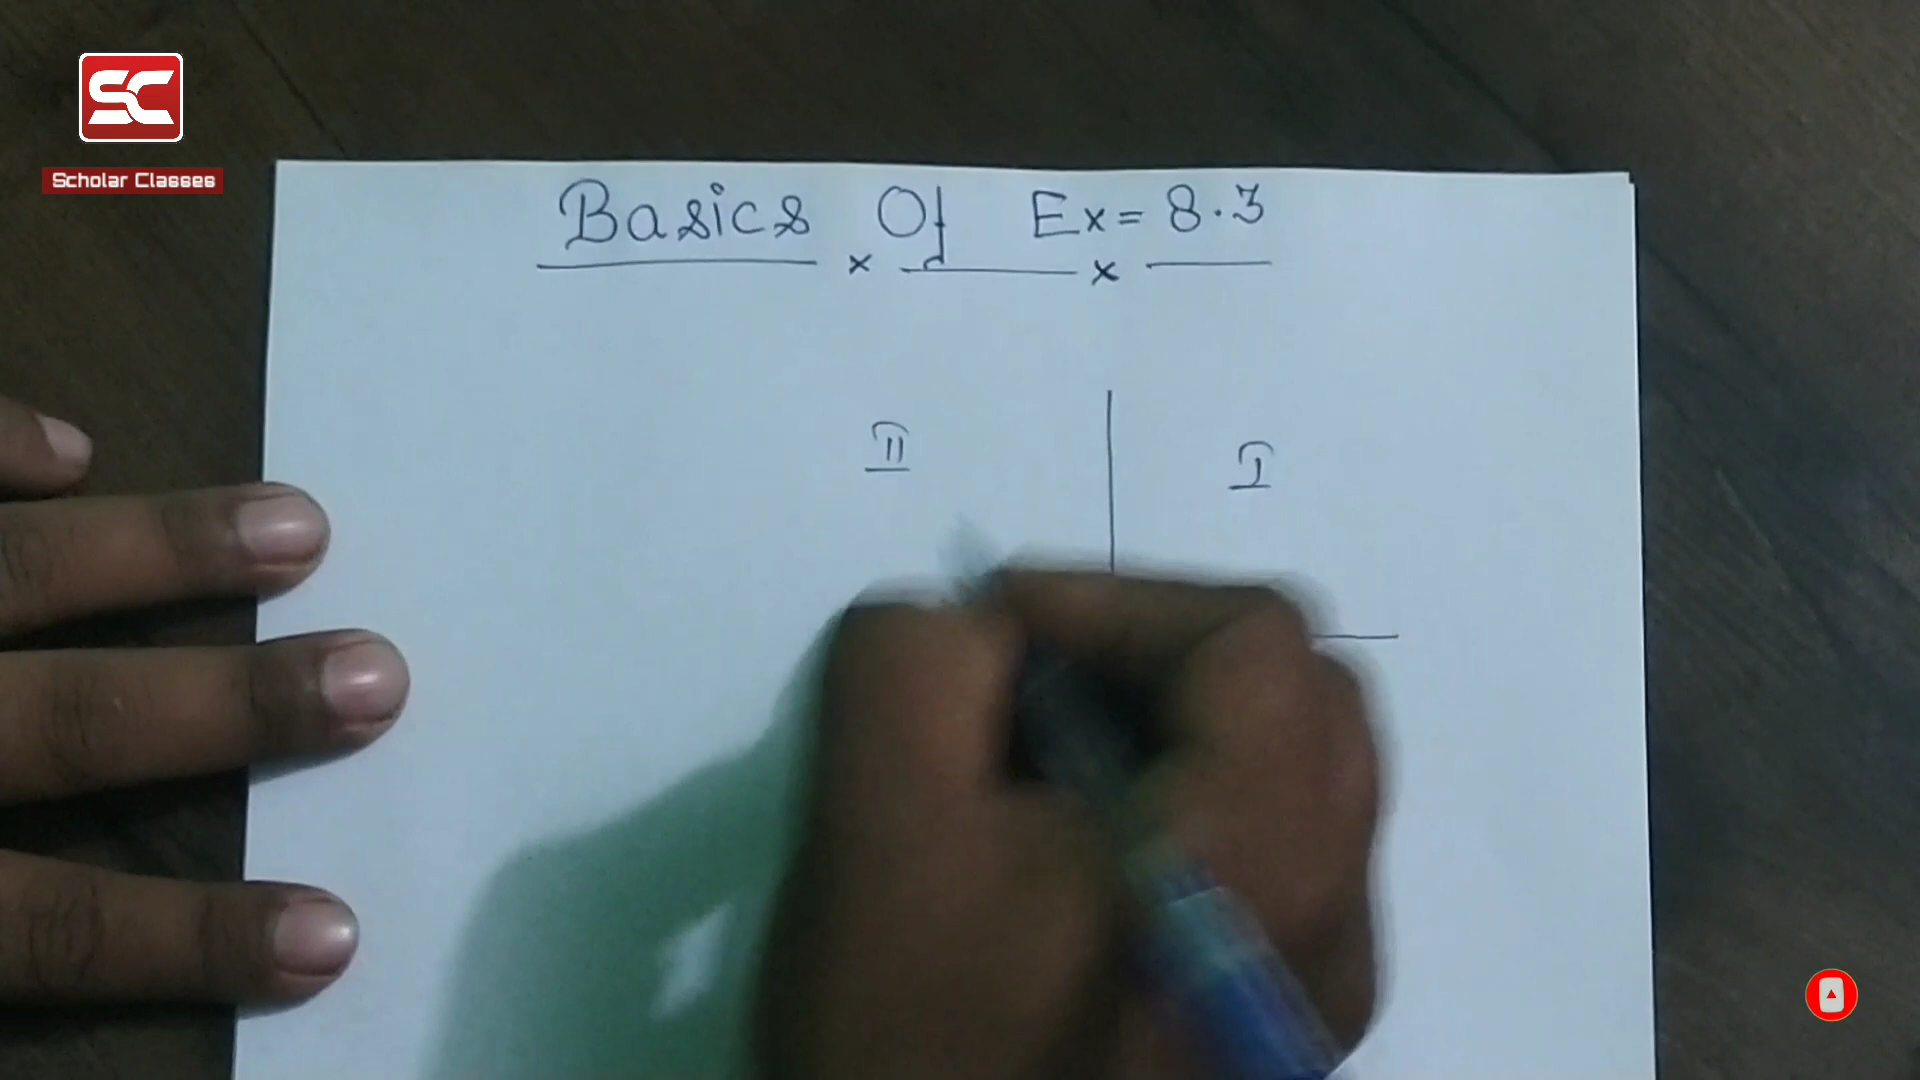 SC
Scholar Classes
Basics Of Ex= 8.3
x x
II I